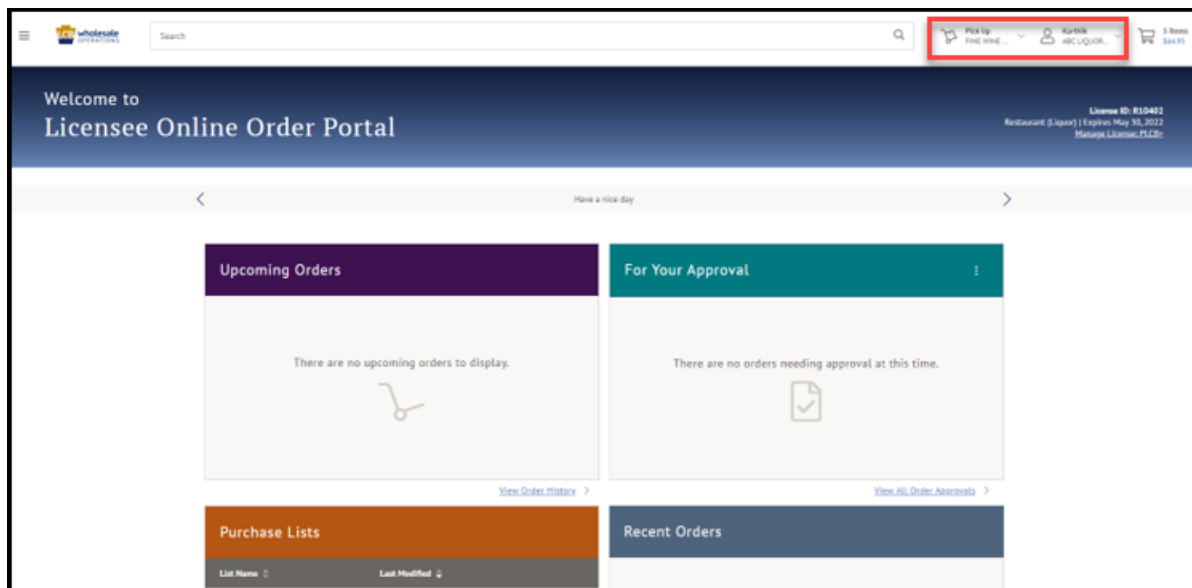 wholesale
OPERATIONS
Search
Pick Up
FINE WINE ...
Karthik
ABC LIQUOR...
3 Items
$64.95
Welcome to
Licensee Online Order Portal
License ID: R10402
Restaurant (Liquor) | Expires May 30, 2022
Manage License: PLCB+
Have a nice day
Upcoming Orders
For Your Approval
There are no upcoming orders to display.
There are no orders needing approval at this time.
View Order History
View All Order Approvals
Purchase Lists
Recent Orders
List Name
Last Modified